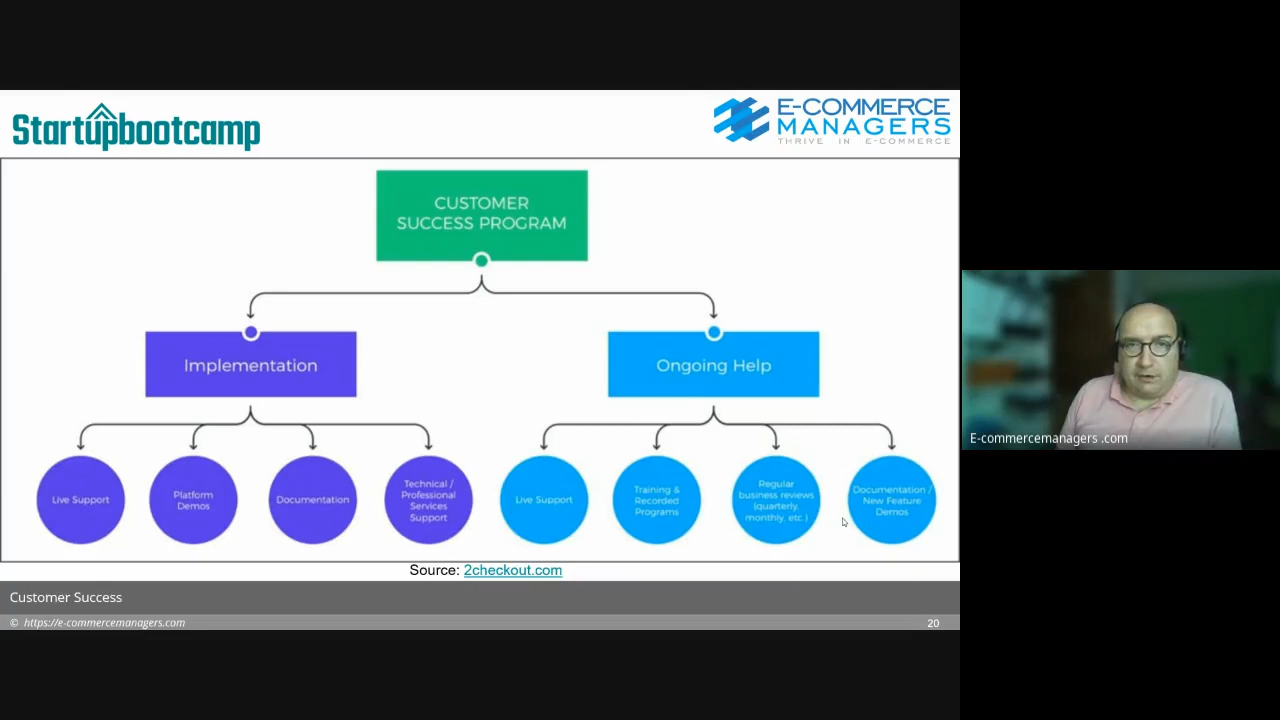 Startupbootcamp
E-COMMERCE
MANAGERS
THRIVE IN E-COMMERCE
CUSTOMER
SUCCESS PROGRAM
Implementation
Ongoing Help
Live Support
Platform
Demos
Documentation
Technical /
Professional
Services
Support
Live Support
Training &
Recorded
Programs
Regular
business reviews
(quarterly,
monthly, etc.)
Documentation /
New Feature
Demos
Source: 2checkout.com
Customer Success
© https://e-commercemanagers.com
20
E-commercemanagers .com